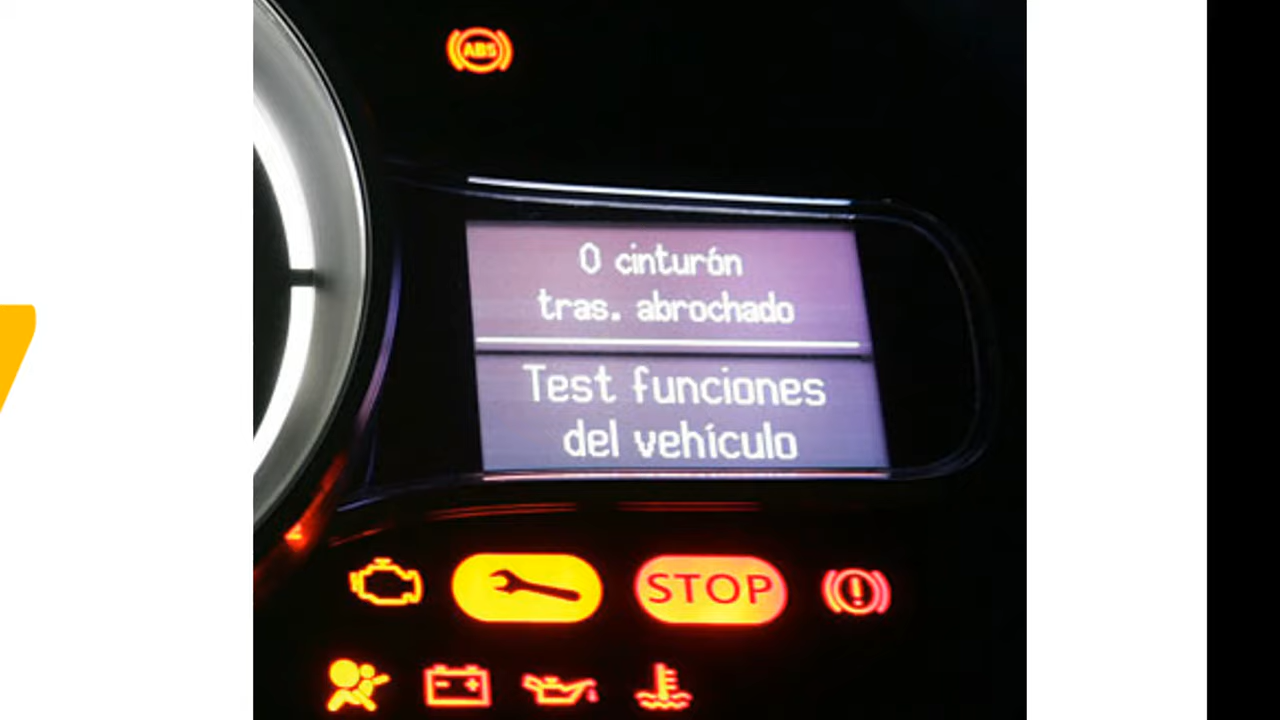 ABS
0 cinturón
tras. abrochado
Test funciones
del vehículo
STOP